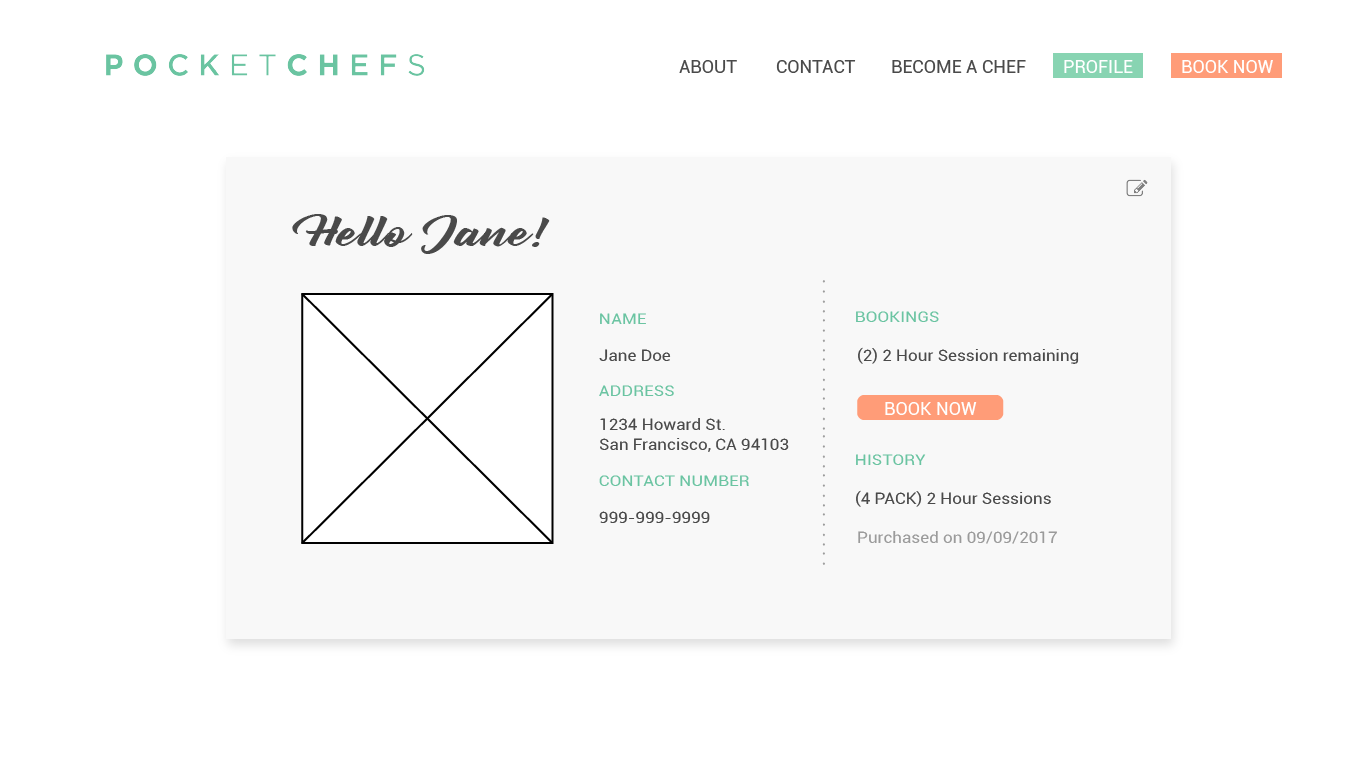 POCKETCHEFS
ABOUT CONTACT BECOME A CHEF PROFILE BOOK NOW
Hello Jane!
NAME
Jane Doe
ADDRESS
1234 Howard St.
San Francisco, CA 94103
CONTACT NUMBER
999-999-9999
BOOKINGS
(2) 2 Hour Session remaining
BOOK NOW
HISTORY
(4 PACK) 2 Hour Sessions
Purchased on 09/09/2017